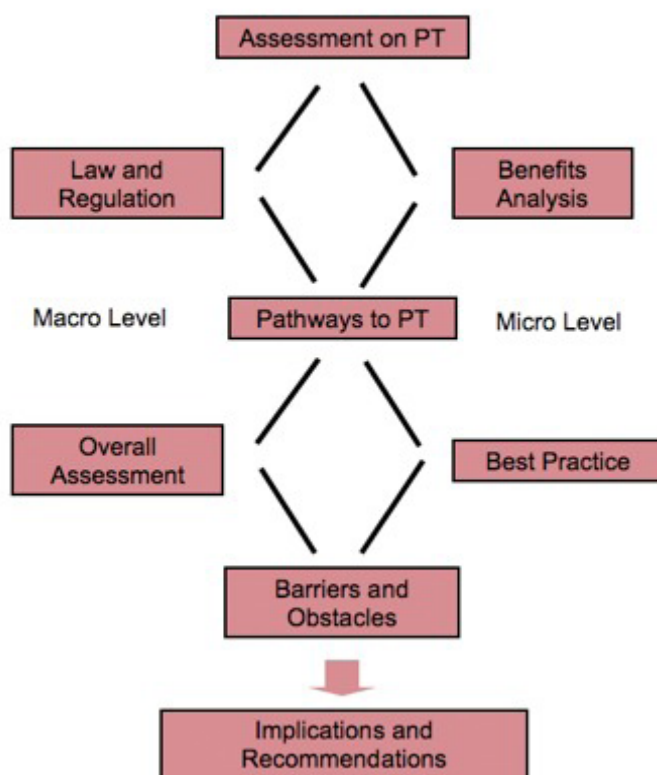 Assessment on PT
Law and
Regulation
Benefits
Analysis
Macro Level
Pathways to PT
Micro Level
Overall
Assessment
Best Practice
Barriers and
Obstacles
Implications and
Recommendations